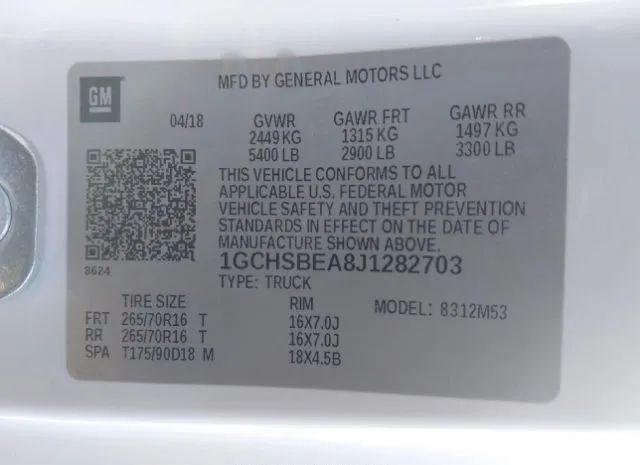 GM
MFD BY GENERAL MOTORS LLC
04/18 GVWR GAWR FRT GAWR RR
2449 KG 1315 KG 1497 KG
5400 LB 2900 LB 3300 LB
THIS VEHICLE CONFORMS TO ALL
APPLICABLE U.S. FEDERAL MOTOR
VEHICLE SAFETY AND THEFT PREVENTION
STANDARDS IN EFFECT ON THE DATE OF
MANUFACTURE SHOWN ABOVE.
8624
1GCHSBEA8J1282703
TYPE: TRUCK
TIRE SIZE RIM MODEL: 8312M53
FRT 265/70R16 T 16X7.0J
RR 265/70R16 T 16X7.0J
SPA T175/90D18 M 18X4.5B